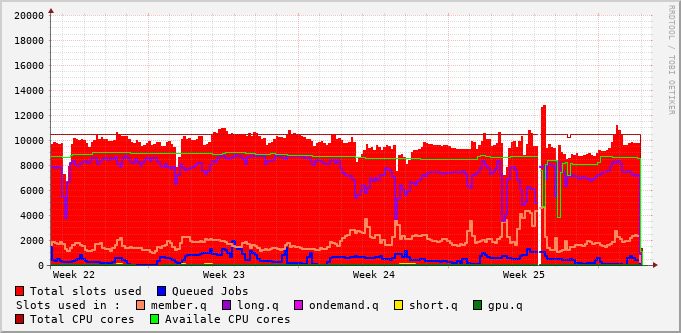 RRDTOOL / TOBI OETIKER
20000
18000
16000
14000
12000
10000
8000
6000
4000
2000
0
Week 22 Week 23 Week 24 Week 25
Total slots used Queued Jobs
Slots used in : member.q long.q ondemand.q short.q gpu.q
Total CPU cores Availale CPU cores